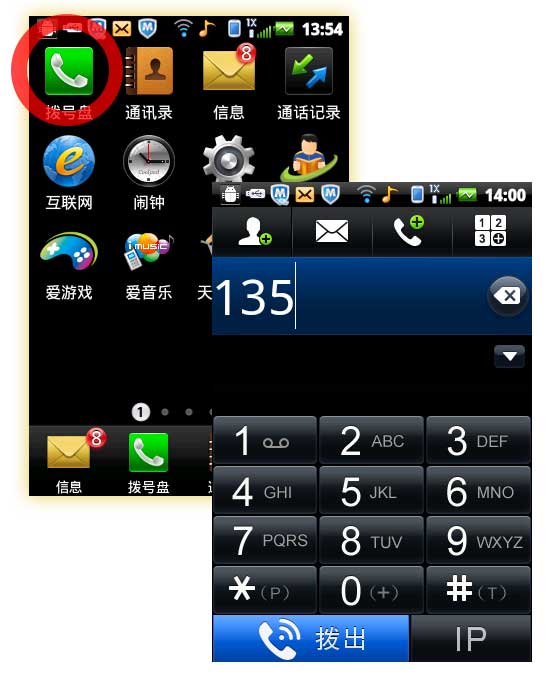 1X 13:54
8
拨号盘 通讯录 信息 通话记录
Coolpad
互联网 闹钟
i music
爱游戏 爱音乐 天
1
8
信息 拨号盘
1X 14:00
1 2
3
135
1 2 ABC 3 DEF
4 GHI 5 JKL 6 MNO
7 PQRS 8 TUV 9 WXYZ
* (P) 0 (+) # (T)
拨出 IP